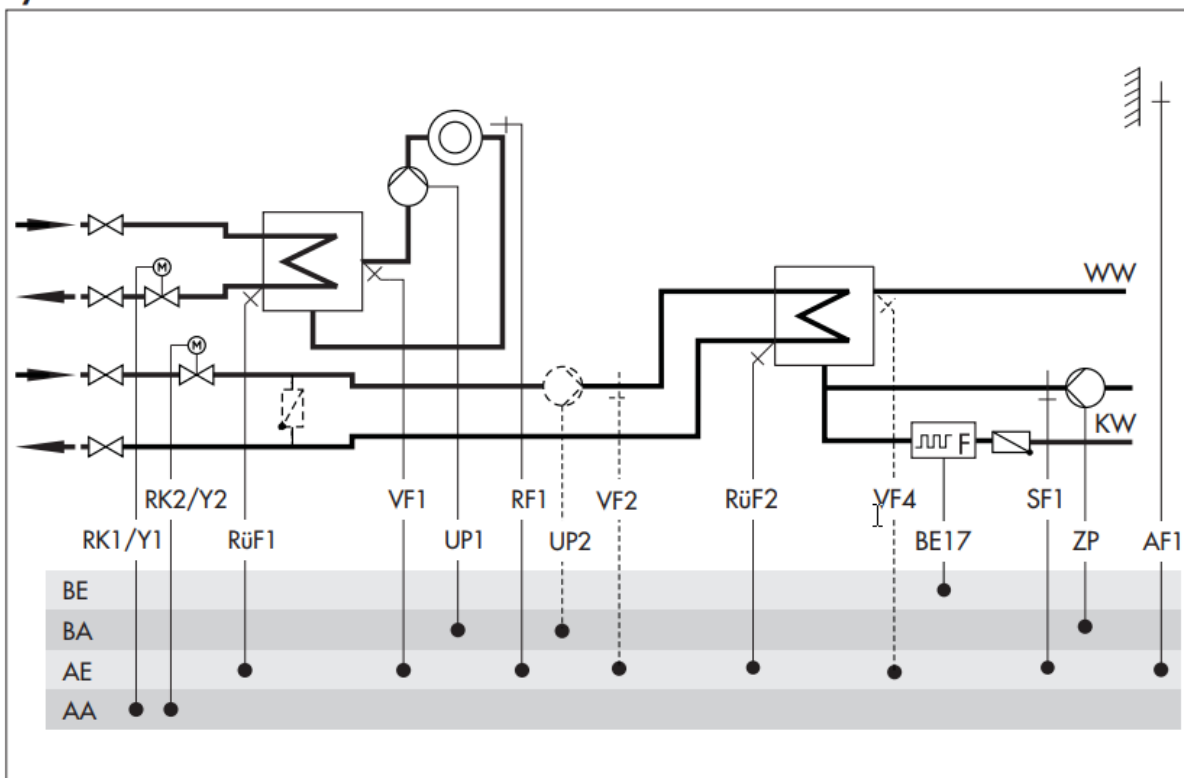 M
M
WW
KW
F
RK2/Y2
VF1
RF1
VF2
RüF2
VF4
SF1
RK1/Y1
RüF1
UP1
UP2
BE17
ZP
AF1
BE
BA
AE
AA